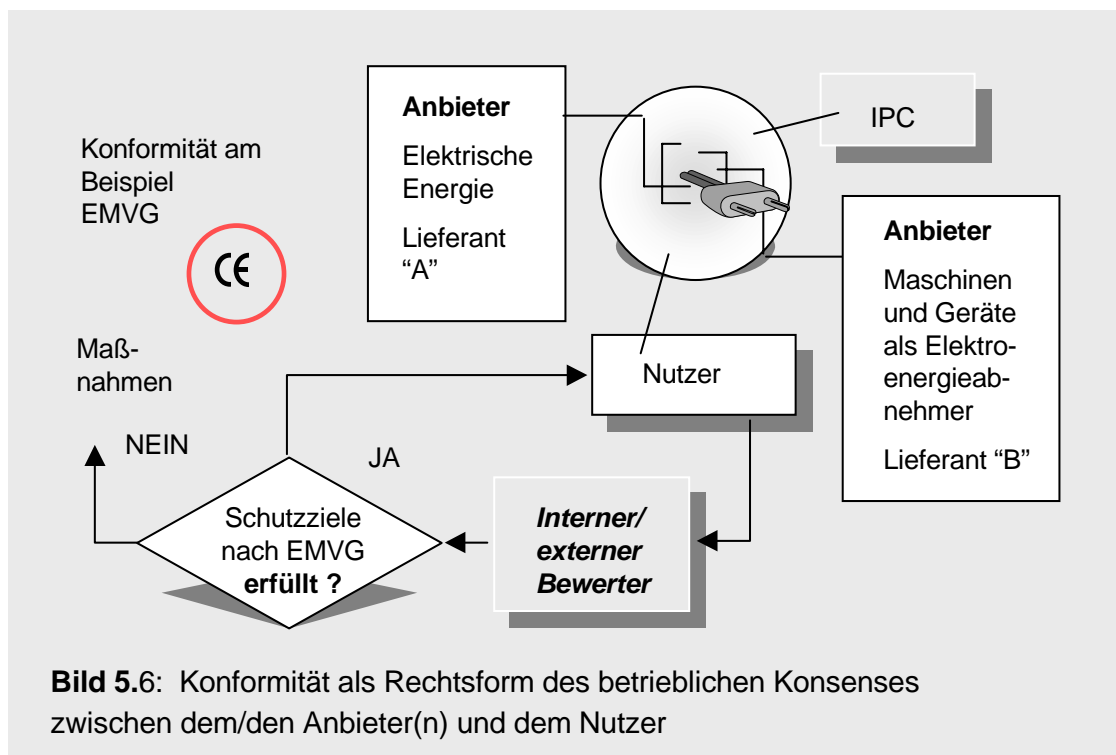 Konformität am
Beispiel
EMVG
CE
Anbieter
Elektrische
Energie
Lieferant
“A”
IPC
Anbieter
Maschinen
und Geräte
als Elektro-
energieab-
nehmer
Lieferant “B”
Nutzer
Maß-
nahmen
NEIN
JA
Schutzziele
nach EMVG
erfüllt ?
Interner/
externer
Bewerter
Bild 5.6: Konformität als Rechtsform des betrieblichen Konsenses
zwischen dem/den Anbieter(n) und dem Nutzer